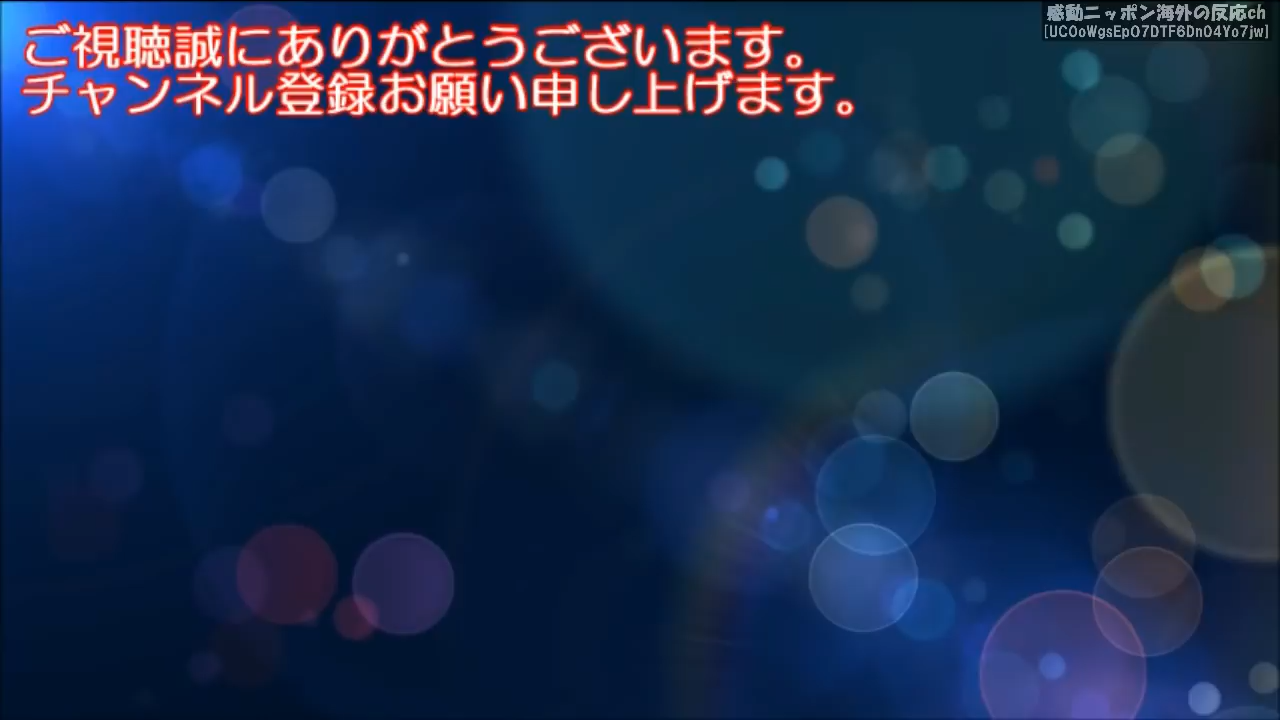 感動ニッポン海外の反応ch
[UCOoWgsEpO7DTF6Dn04Yo7jw]
ご視聴誠にありがとうございます。
チャンネル登録お願い申し上げます。